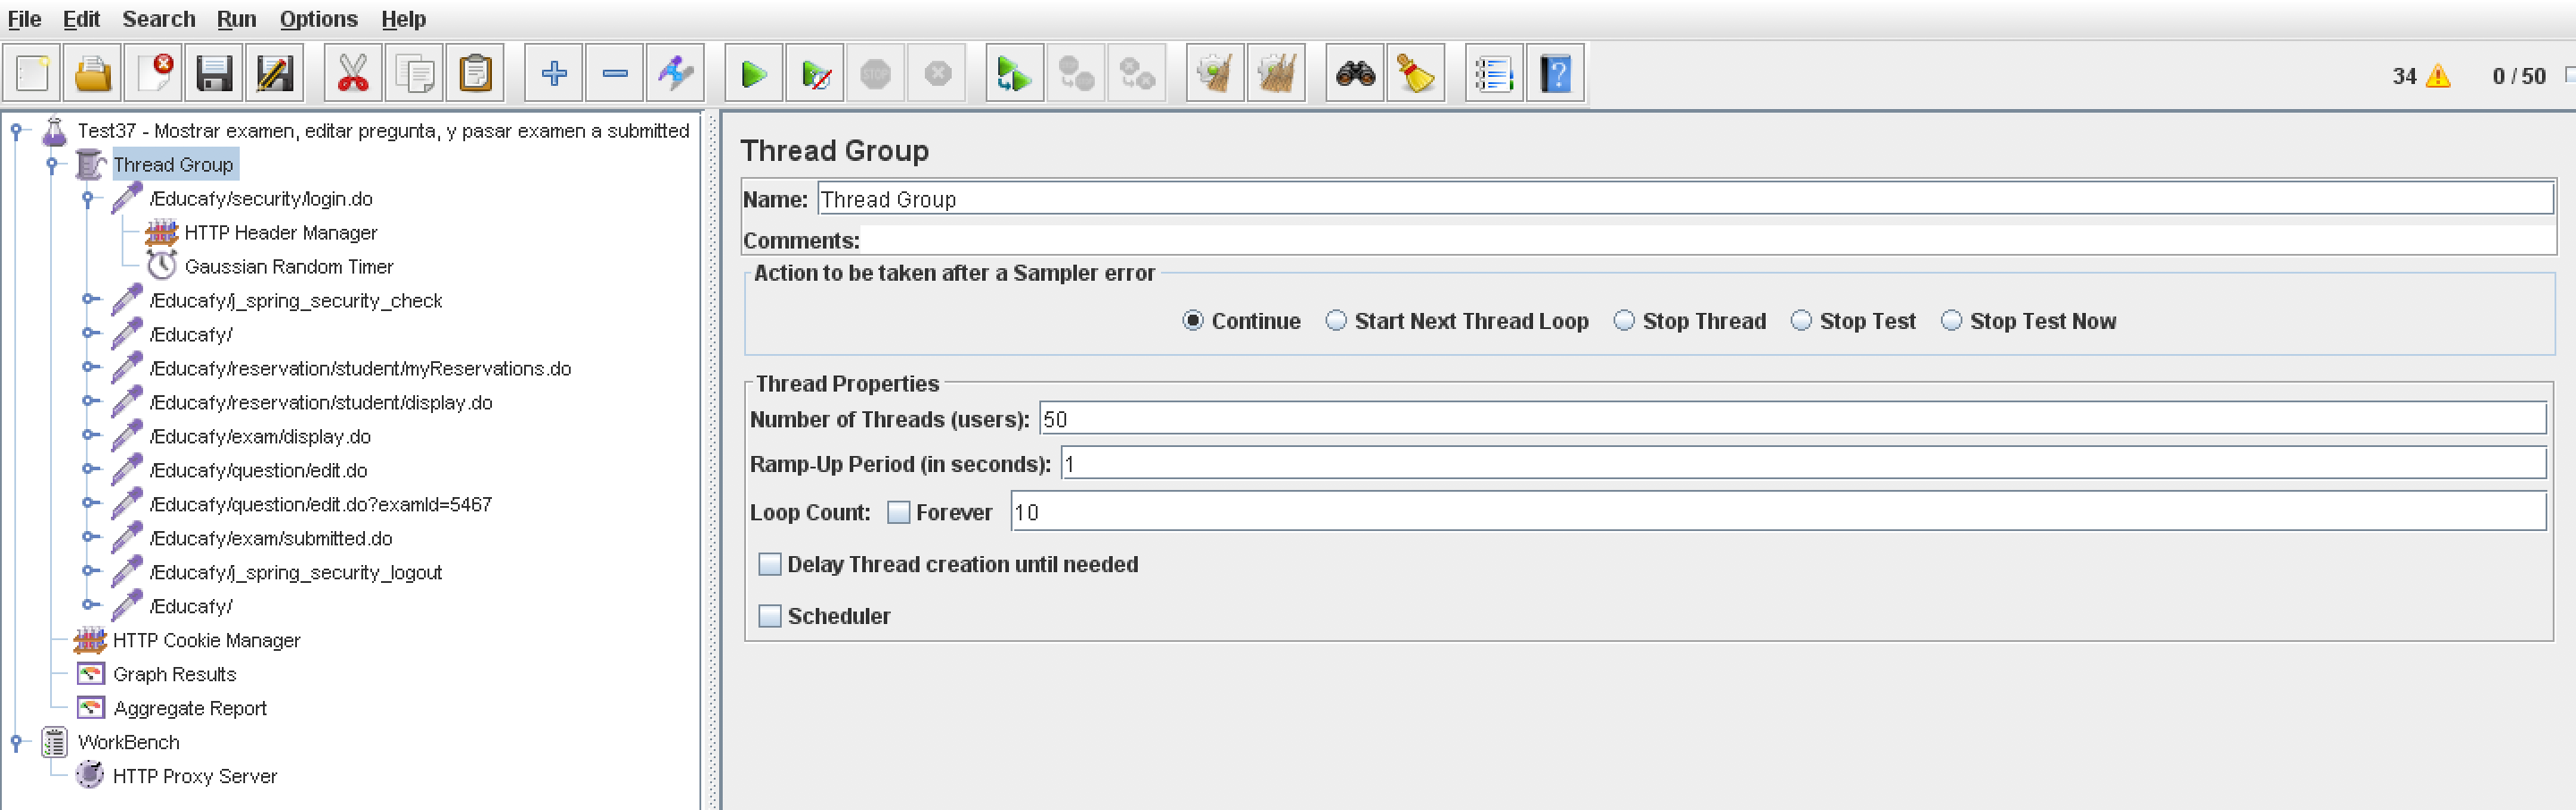 File Edit Search Run Options Help
STOP
34 0 / 50
Test37 - Mostrar examen, editar pregunta, y pasar examen a submitted
Thread Group
/Educafy/security/login.do
HTTP Header Manager
Gaussian Random Timer
/Educafy/j_spring_security_check
/Educafy/
/Educafy/reservation/student/myReservations.do
/Educafy/reservation/student/display.do
/Educafy/exam/display.do
/Educafy/question/edit.do
/Educafy/question/edit.do?examId=5467
/Educafy/exam/submitted.do
/Educafy/j_spring_security_logout
/Educafy/
HTTP Cookie Manager
Graph Results
Aggregate Report
WorkBench
HTTP Proxy Server
Thread Group
Name: Thread Group
Comments:
Action to be taken after a Sampler error
Continue Start Next Thread Loop Stop Thread Stop Test Stop Test Now
Thread Properties
Number of Threads (users): 50
Ramp-Up Period (in seconds): 1
Loop Count: Forever 10
Delay Thread creation until needed
Scheduler